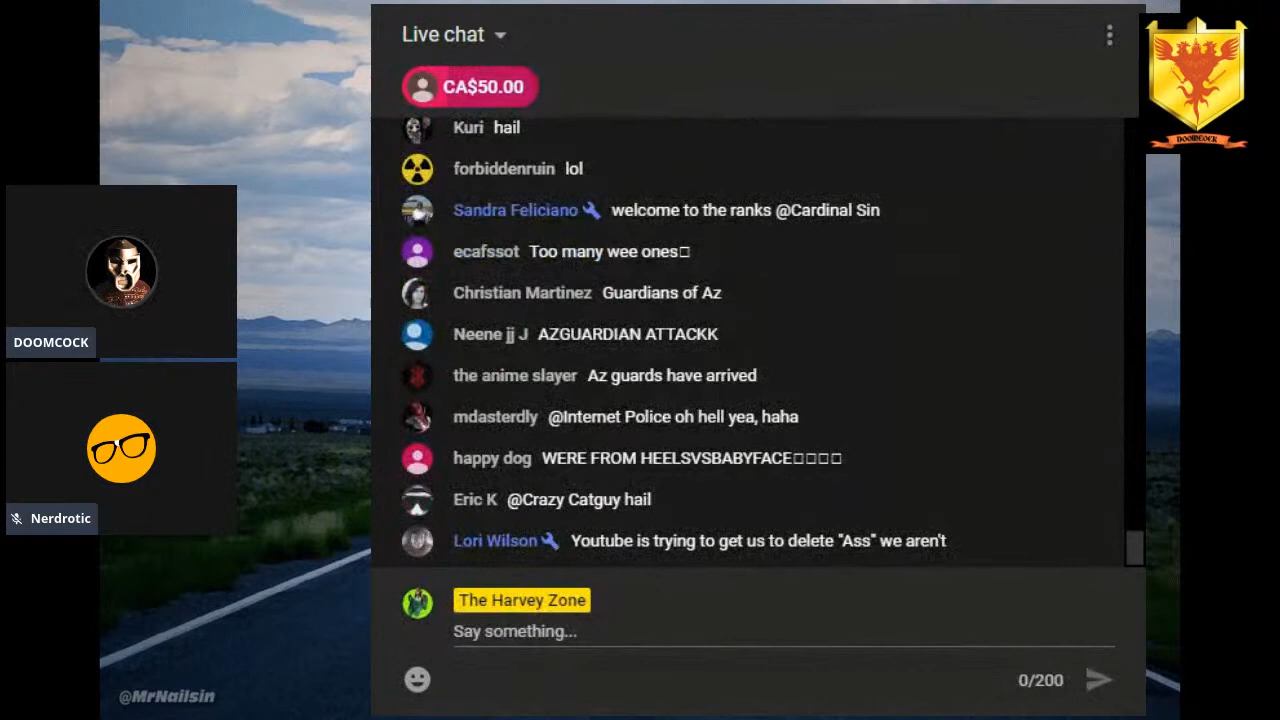 Live chat
CA$50.00
DOOMCOCK
Kuri hail
forbiddenruin lol
Sandra Feliciano welcome to the ranks @Cardinal Sin
ecafssot Too many wee ones□
Christian Martinez Guardians of Az
Neene jj J AZGUARDIAN ATTACKK
the anime slayer Az guards have arrived
mdasterdly @Internet Police oh hell yea, haha
happy dog WERE FROM HEELSVSBABYFACE□□□□
Eric K @Crazy Catguy hail
Lori Wilson Youtube is trying to get us to delete "Ass" we aren't
The Harvey Zone
Say something...
0/200
DOOMCOCK
Nerdrotic
@MrNailsin